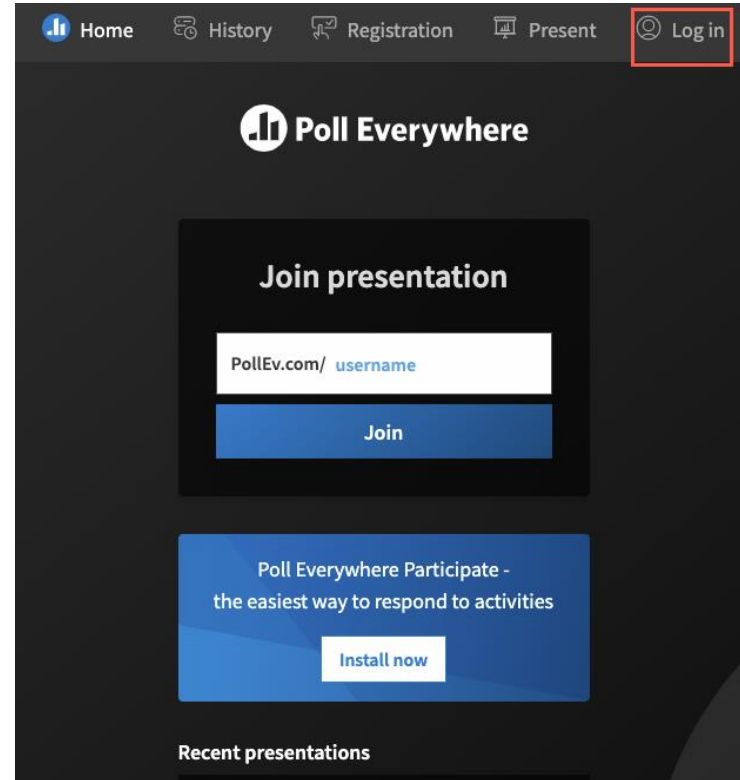 Home History Registration Present Log in
Poll Everywhere
Join presentation
PollEv.com/ username
Join
Poll Everywhere Participate -
the easiest way to respond to activities
Install now
Recent presentations